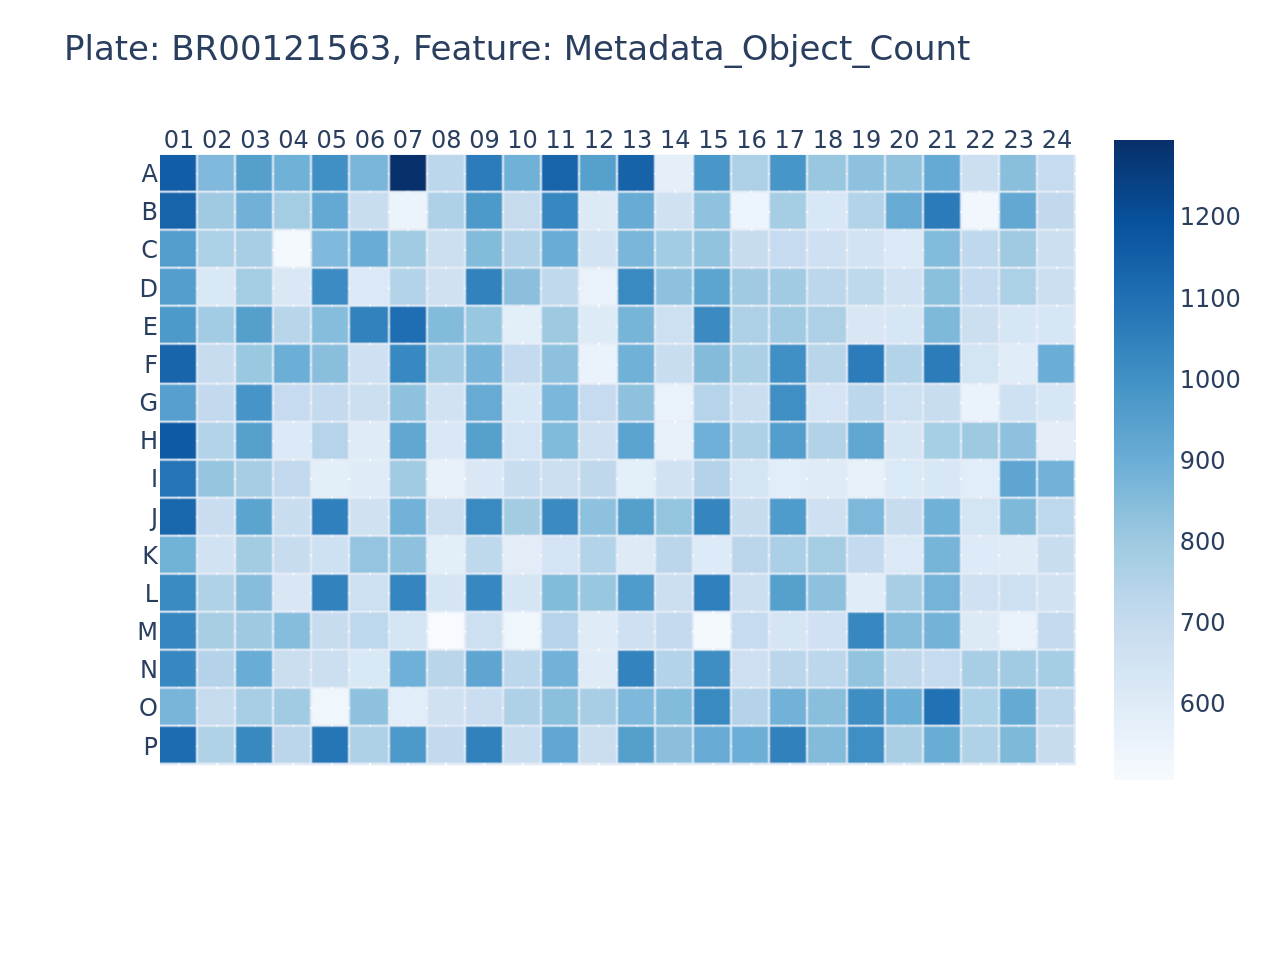 Plate: BR00121563, Feature: Metadata_Object_Count
01 02 03 04 05 06 07 08 09 10 11 12 13 14 15 16 17 18 19 20 21 22 23 24
A
B
C
D
E
F
G
H
I
J
K
L
M
N
O
P
1200
1100
1000
900
800
700
600